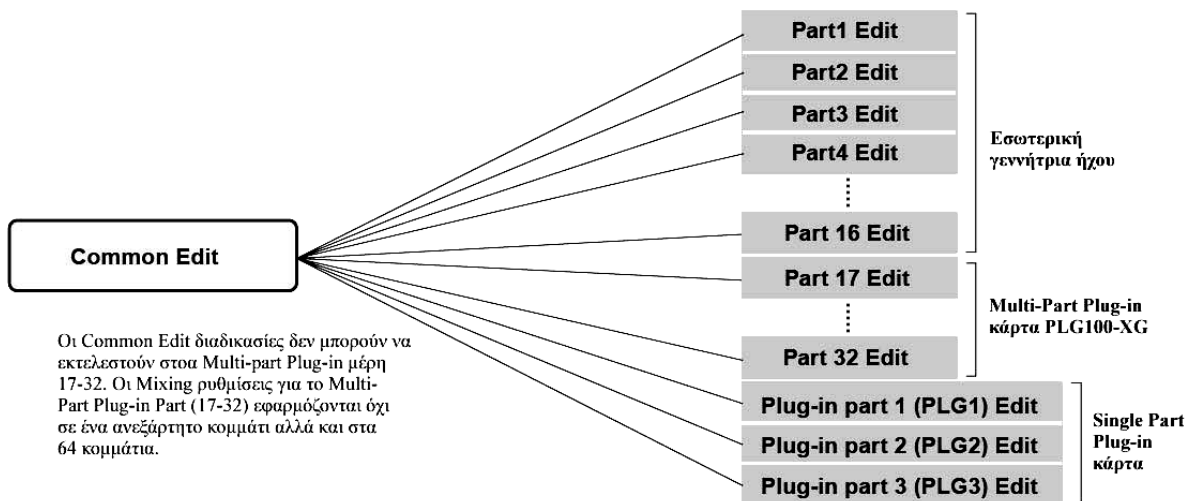 Part1 Edit
Part2 Edit
Part3 Edit
Part4 Edit
Εσωτερική
γεννήτρια ήχου
Part 16 Edit
Common Edit
Part 17 Edit
Multi-Part Plug-in
κάρτα PLG100-XG
Part 32 Edit
Οι Common Edit διαδικασίες δεν μπορούν να
εκτελεστούν στοα Multi-part Plug-in μέρη
17-32. Οι Mixing ρυθμίσεις για το Multi-
Part Plug-in Part (17-32) εφαρμόζονται όχι
σε ένα ανεξάρτητο κομμάτι αλλά και στα
64 κομμάτια.
Plug-in part 1 (PLG1) Edit
Plug-in part 2 (PLG2) Edit
Plug-in part 3 (PLG3) Edit
Single Part
Plug-in
κάρτα